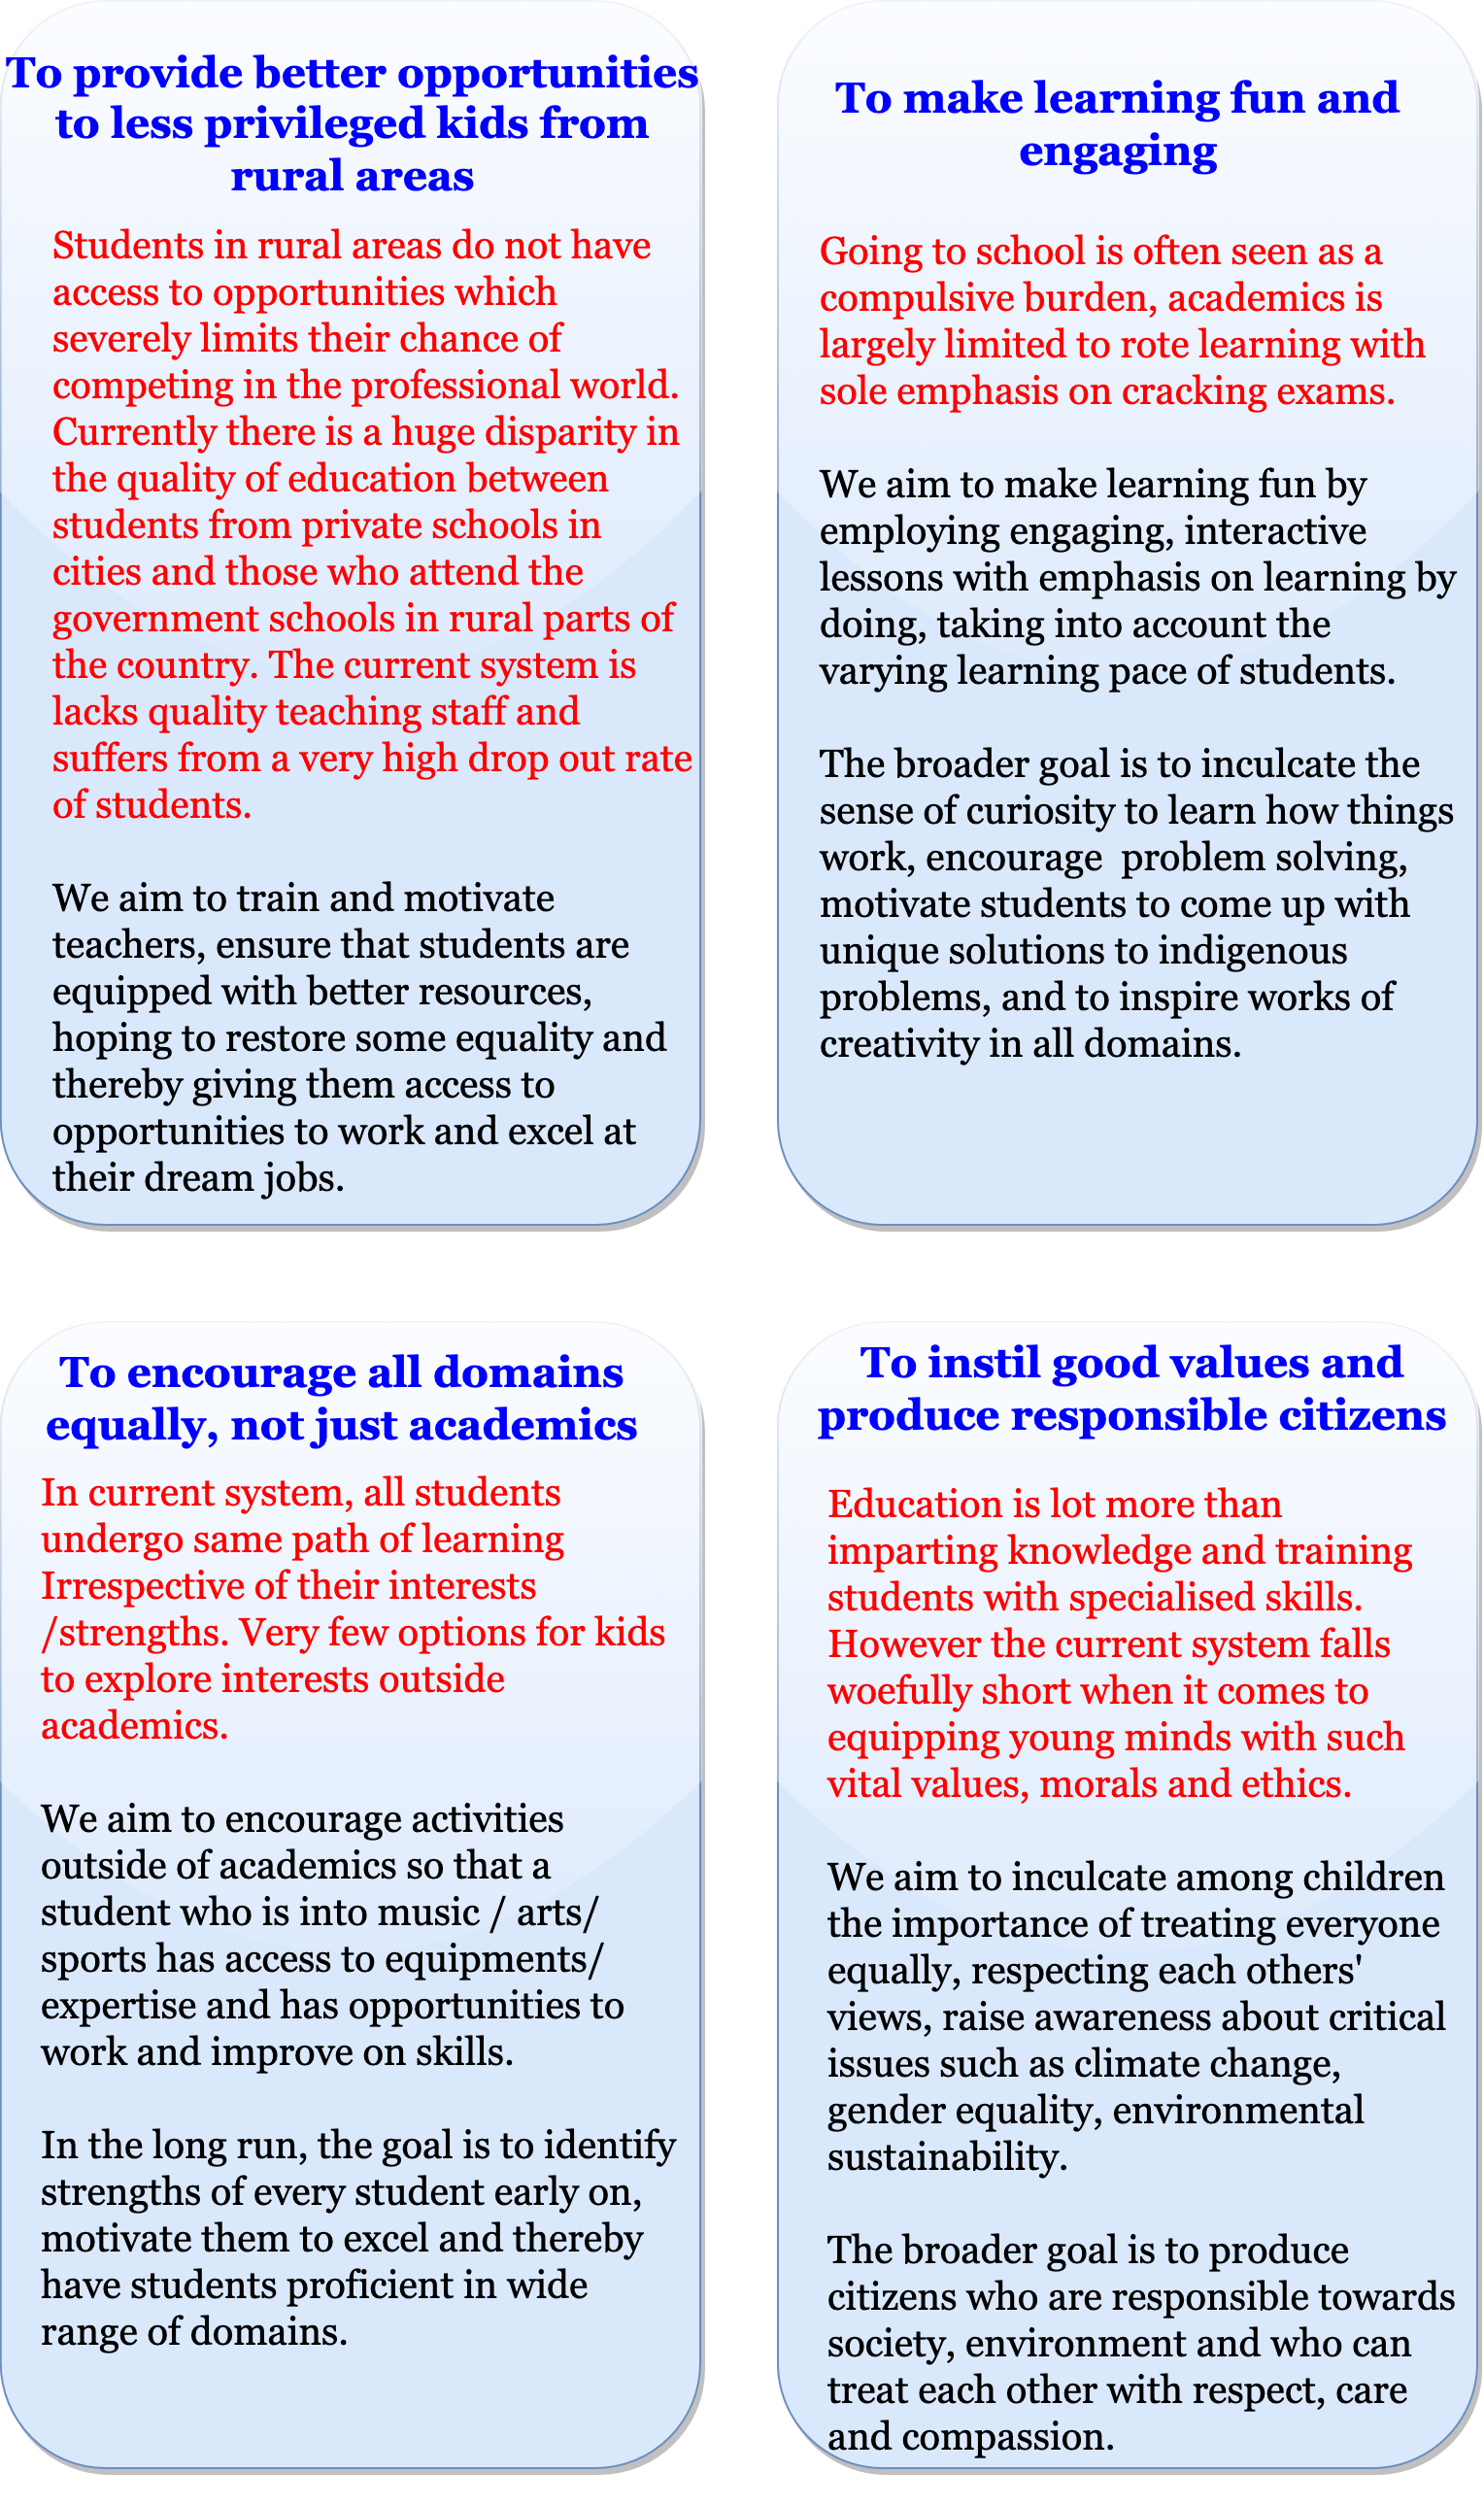 To provide better opportunities
to less privileged kids from
rural areas
Students in rural areas do not have
access to opportunities which
severely limits their chance of
competing in the professional world.
Currently there is a huge disparity in
the quality of education between
students from private schools in
cities and those who attend the
government schools in rural parts of
the country. The current system is
lacks quality teaching staff and
suffers from a very high drop out rate
of students.
We aim to train and motivate
teachers, ensure that students are
equipped with better resources,
hoping to restore some equality and
thereby giving them access to
opportunities to work and excel at
their dream jobs.
To make learning fun and
engaging
Going to school is often seen as a
compulsive burden, academics is
largely limited to rote learning with
sole emphasis on cracking exams.
We aim to make learning fun by
employing engaging, interactive
lessons with emphasis on learning by
doing, taking into account the
varying learning pace of students.
The broader goal is to inculcate the
sense of curiosity to learn how things
work, encourage  problem solving,
motivate students to come up with
unique solutions to indigenous
problems, and to inspire works of
creativity in all domains.
To encourage all domains
equally, not just academics
In current system, all students
undergo same path of learning
Irrespective of their interests
/strengths. Very few options for kids
to explore interests outside
academics.
We aim to encourage activities
outside of academics so that a
student who is into music / arts/
sports has access to equipments/
expertise and has opportunities to
work and improve on skills.
In the long run, the goal is to identify
strengths of every student early on,
motivate them to excel and thereby
have students proficient in wide
range of domains.
To instil good values and
produce responsible citizens
Education is lot more than
imparting knowledge and training
students with specialised skills.
However the current system falls
woefully short when it comes to
equipping young minds with such
vital values, morals and ethics.
We aim to inculcate among children
the importance of treating everyone
equally, respecting each others'
views, raise awareness about critical
issues such as climate change,
gender equality, environmental
sustainability.
The broader goal is to produce
citizens who are responsible towards
society, environment and who can
treat each other with respect, care
and compassion.